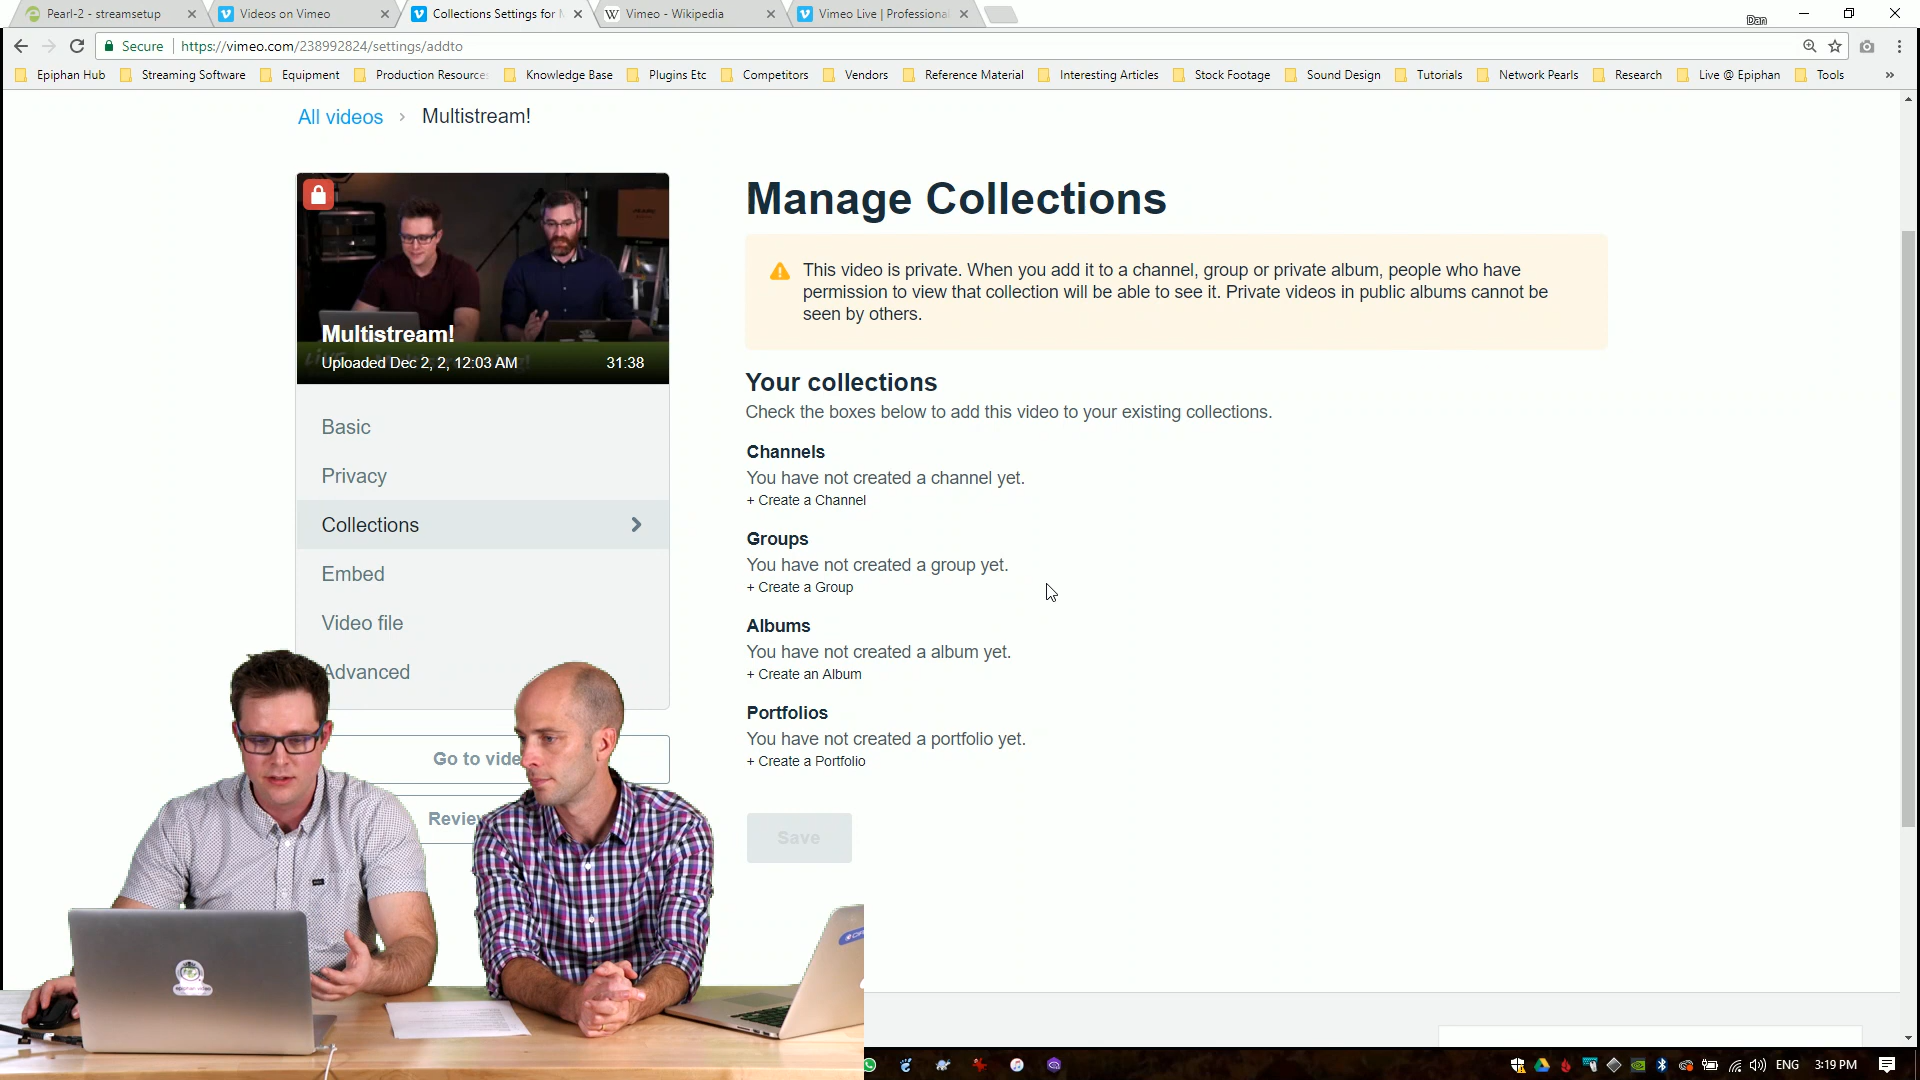 Pearl-2 - streamsetup
Videos on Vimeo
Collections Settings for
Vimeo - Wikipedia
Vimeo Live | Professional
Dan
Secure https://vimeo.com/238992824/settings/addto
Epiphan Hub Streaming Software Equipment Production Resources Knowledge Base Plugins Etc Competitors Vendors Reference Material Interesting Articles Stock Footage Sound Design Tutorials Network Pearls Research Live @ Epiphan Tools »
All videos › Multistream!
Multistream!
Uploaded Dec 2, 2, 12:03 AM 31:38
Basic
Privacy
Collections
Embed
Video file
Advanced
Go to vide
Review
Manage Collections
This video is private. When you add it to a channel, group or private album, people who have
permission to view that collection will be able to see it. Private videos in public albums cannot be
seen by others.
Your collections
Check the boxes below to add this video to your existing collections.
Channels
You have not created a channel yet.
+ Create a Channel
Groups
You have not created a group yet.
+ Create a Group
Albums
You have not created a album yet.
+ Create an Album
Portfolios
You have not created a portfolio yet.
+ Create a Portfolio
Save
ENG 3:19 PM